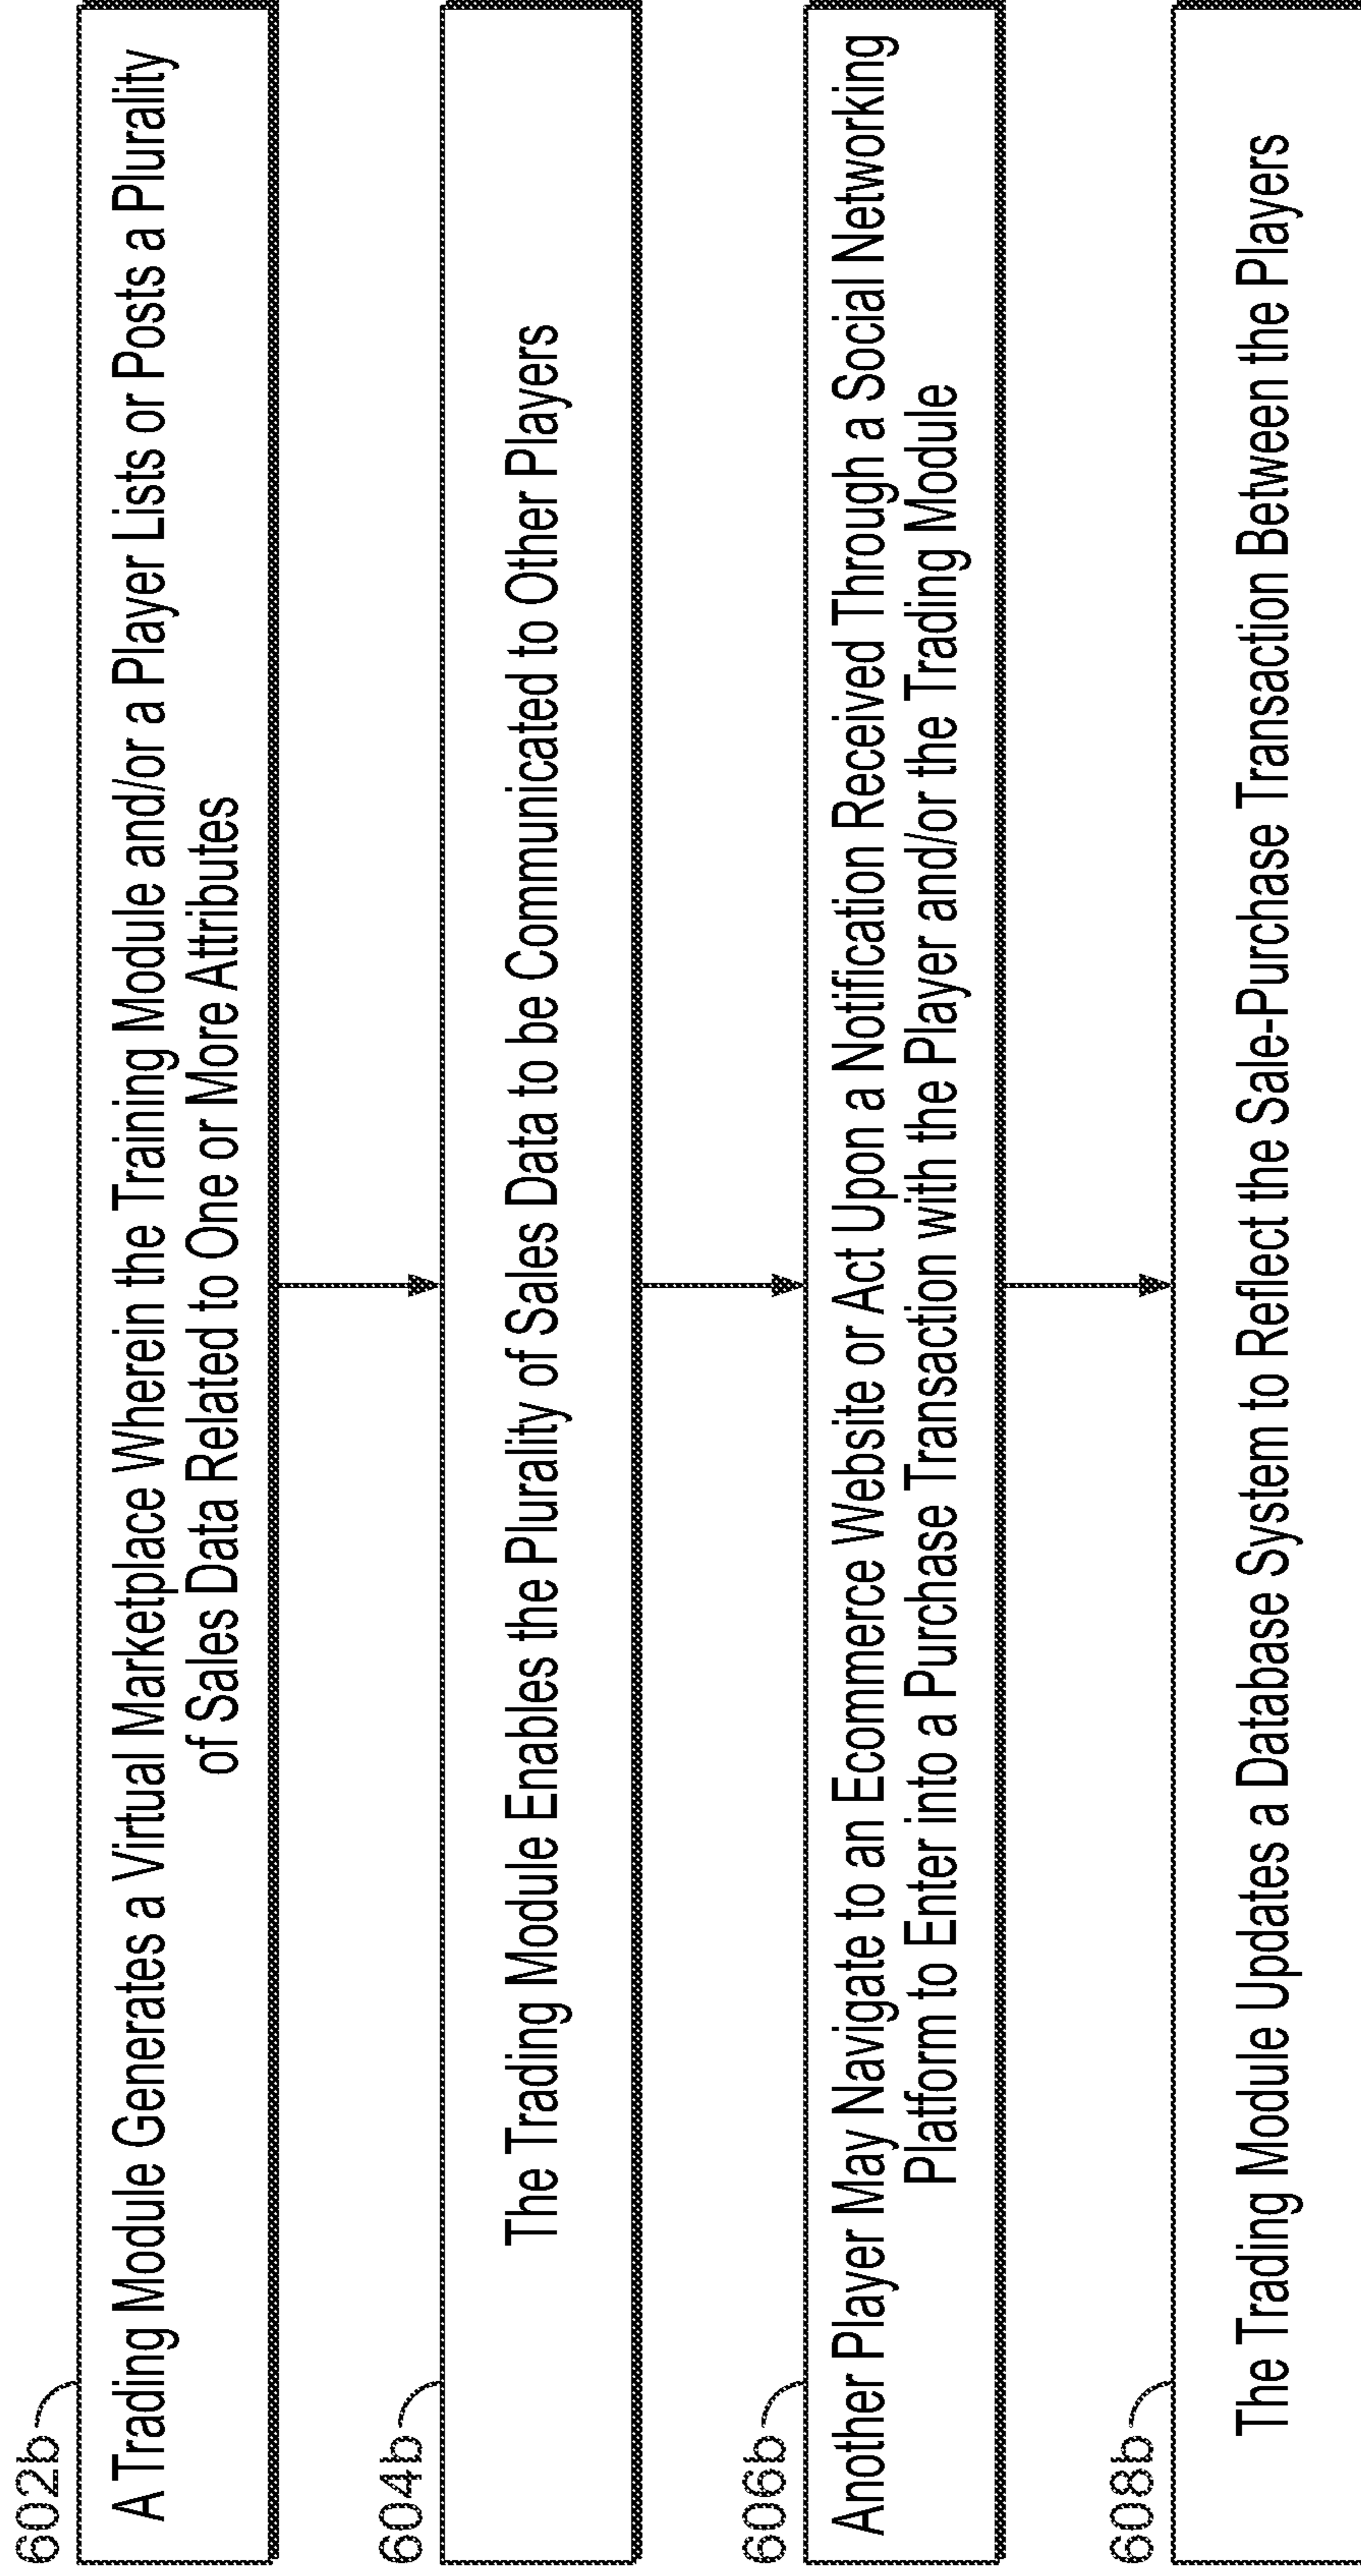 602b
A Trading Module Generates a Virtual Marketplace Wherein the Training Module and/or a Player Lists or Posts a Plurality
of Sales Data Related to One or More Attributes
604b
The Trading Module Enables the Plurality of Sales Data to be Communicated to Other Players
606b
Another Player May Navigate to an Ecommerce Website or Act Upon a Notification Received Through a Social Networking
Platform to Enter into a Purchase Transaction with the Player and/or the Trading Module
608b
The Trading Module Updates a Database System to Reflect the Sale-Purchase Transaction Between the Players